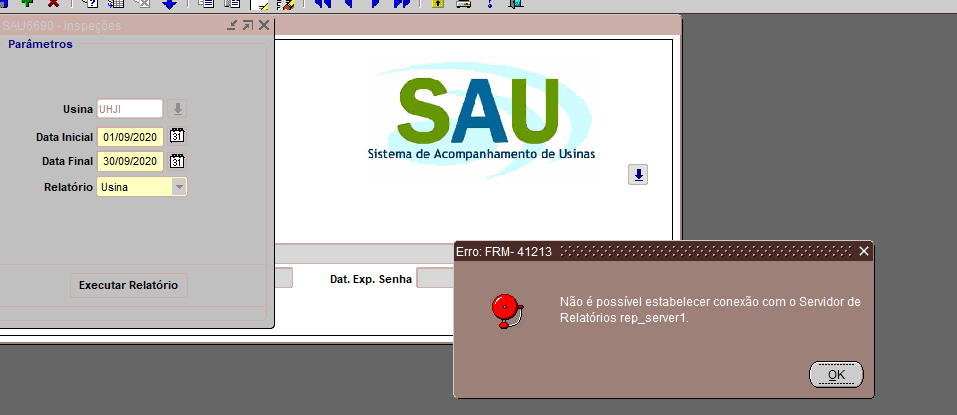 SAU6690 - Inspeções
Parâmetros
Usina UHJI
Data Inicial 01/09/2020 31
Data Final 30/09/2020 31
Relatório Usina
Executar Relatório
SAU
Sistema de Acompanhamento de Usinas
Dat. Exp. Senha
Erro: FRM- 41213
Não é possível estabelecer conexão com o Servidor de
Relatórios rep_server1.
OK